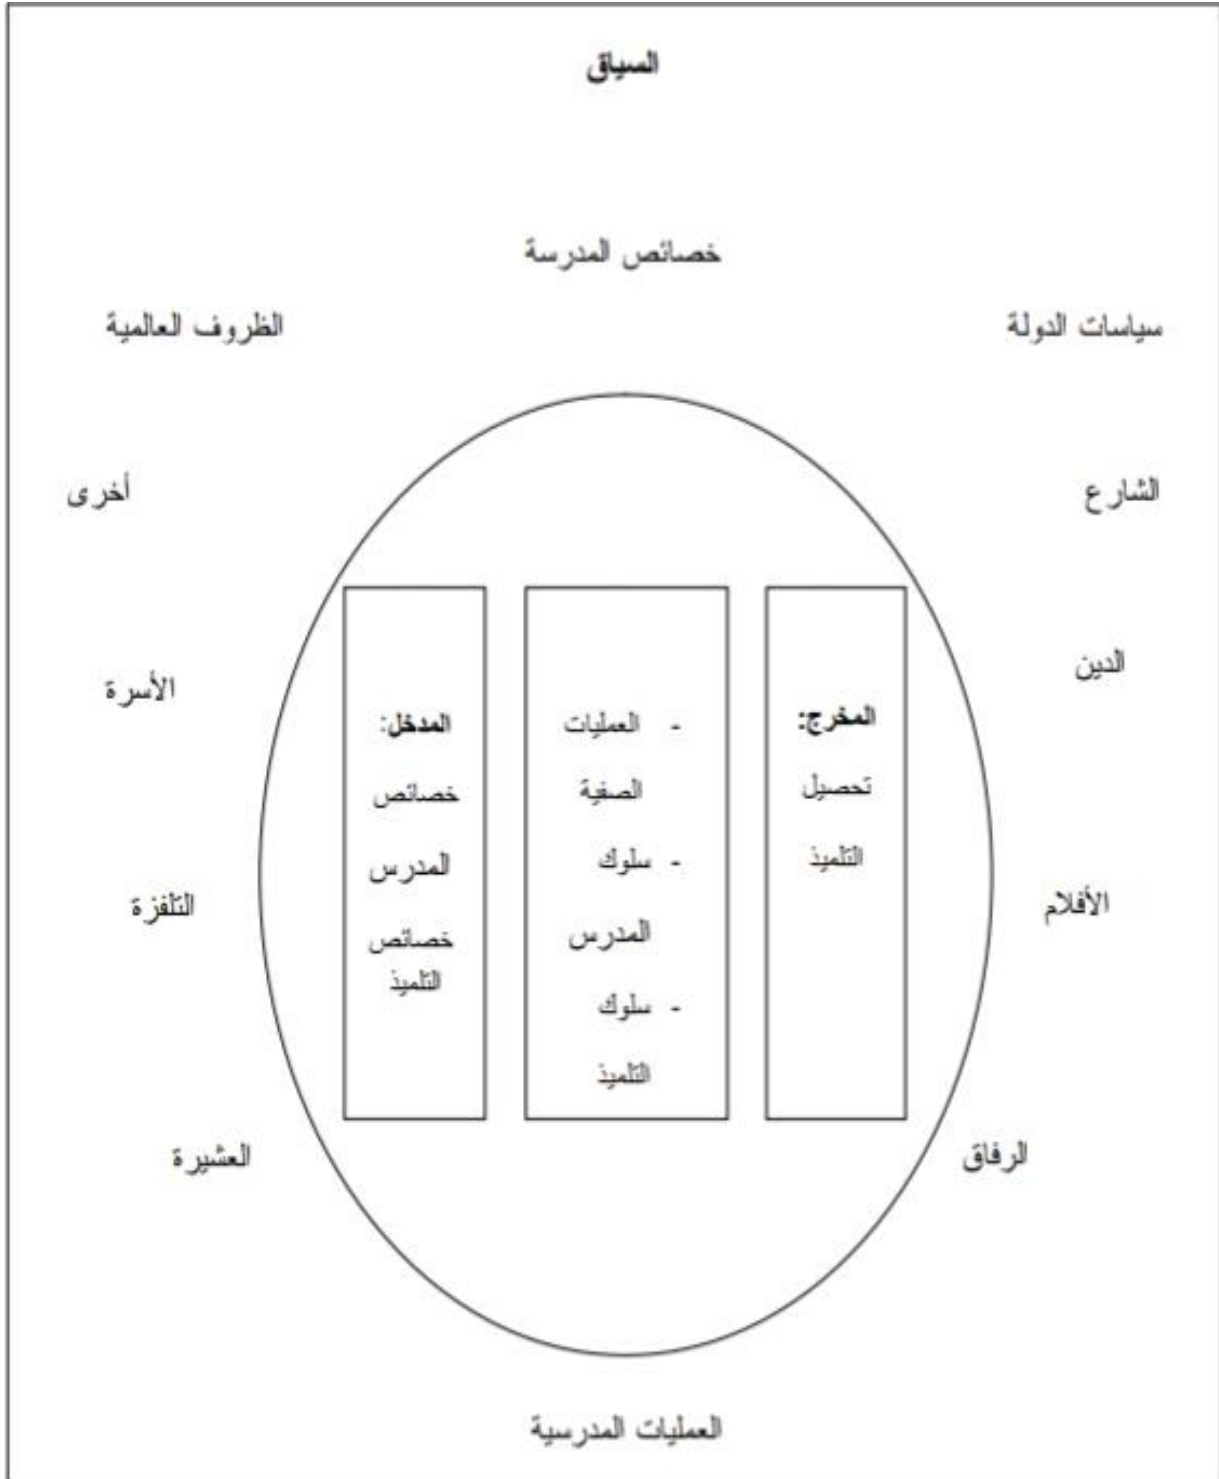 السياق
خصائص المدرسة
سياسات الدولة
الظروف العالمية
الشارع
أخرى
الدين
الأسرة
المخرج:
تحصيل
التلميذ
- العمليات
الصفية
- سلوك
المدرس
- سلوك
التلميذ
المدخل:
خصائص
المدرس
خصائص
التلميذ
الأفلام
التلفزة
الرفاق
العشيرة
العمليات المدرسية